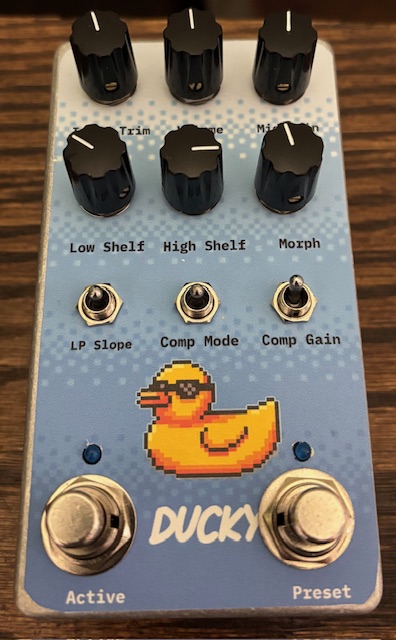 Trim
Low Shelf High Shelf Morph
LP Slope Comp Mode Comp Gain
DUCKY
Active Preset